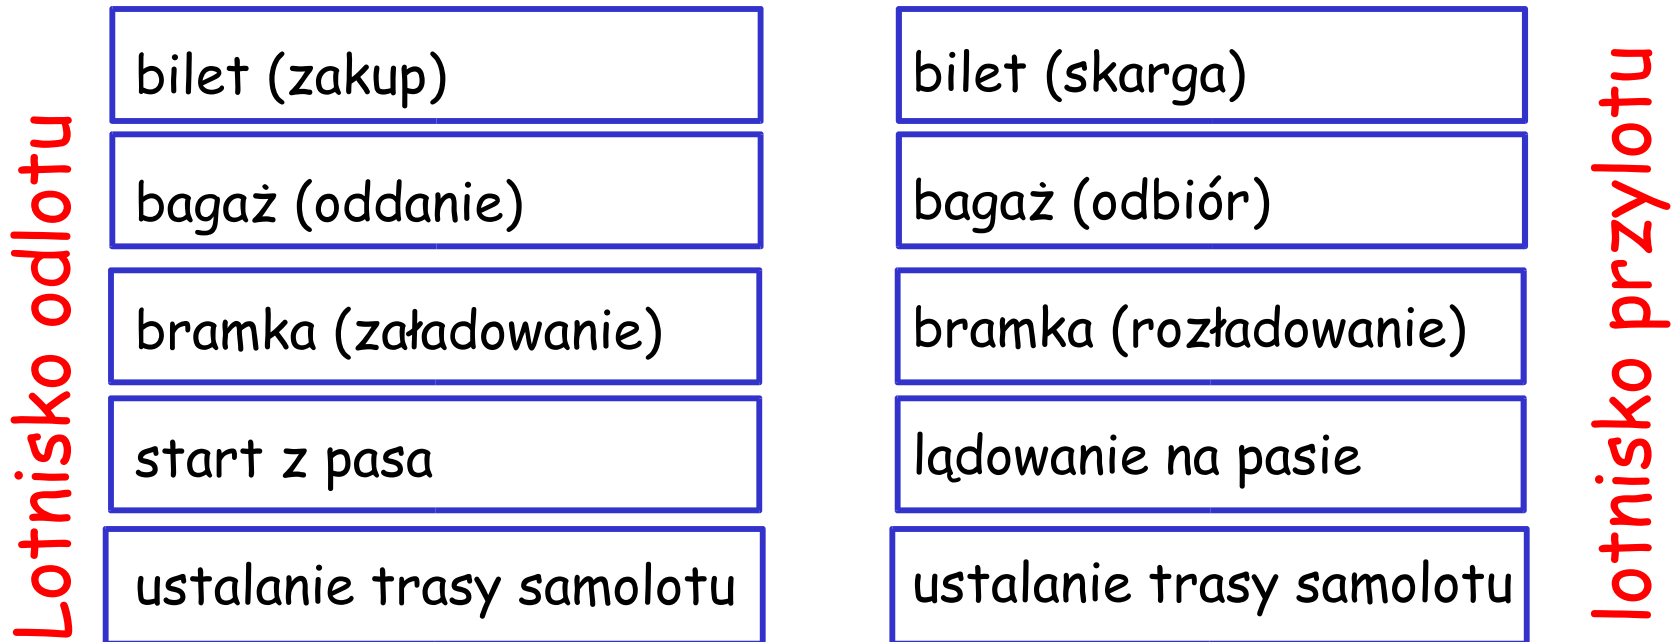 Lotnisko odlotu
bilet (zakup)
bagaż (oddanie)
bramka (załadowanie)
start z pasa
ustalanie trasy samolotu
bilet (skarga)
bagaż (odbiór)
bramka (rozładowanie)
lądowanie na pasie
ustalanie trasy samolotu
lotnisko przylotu